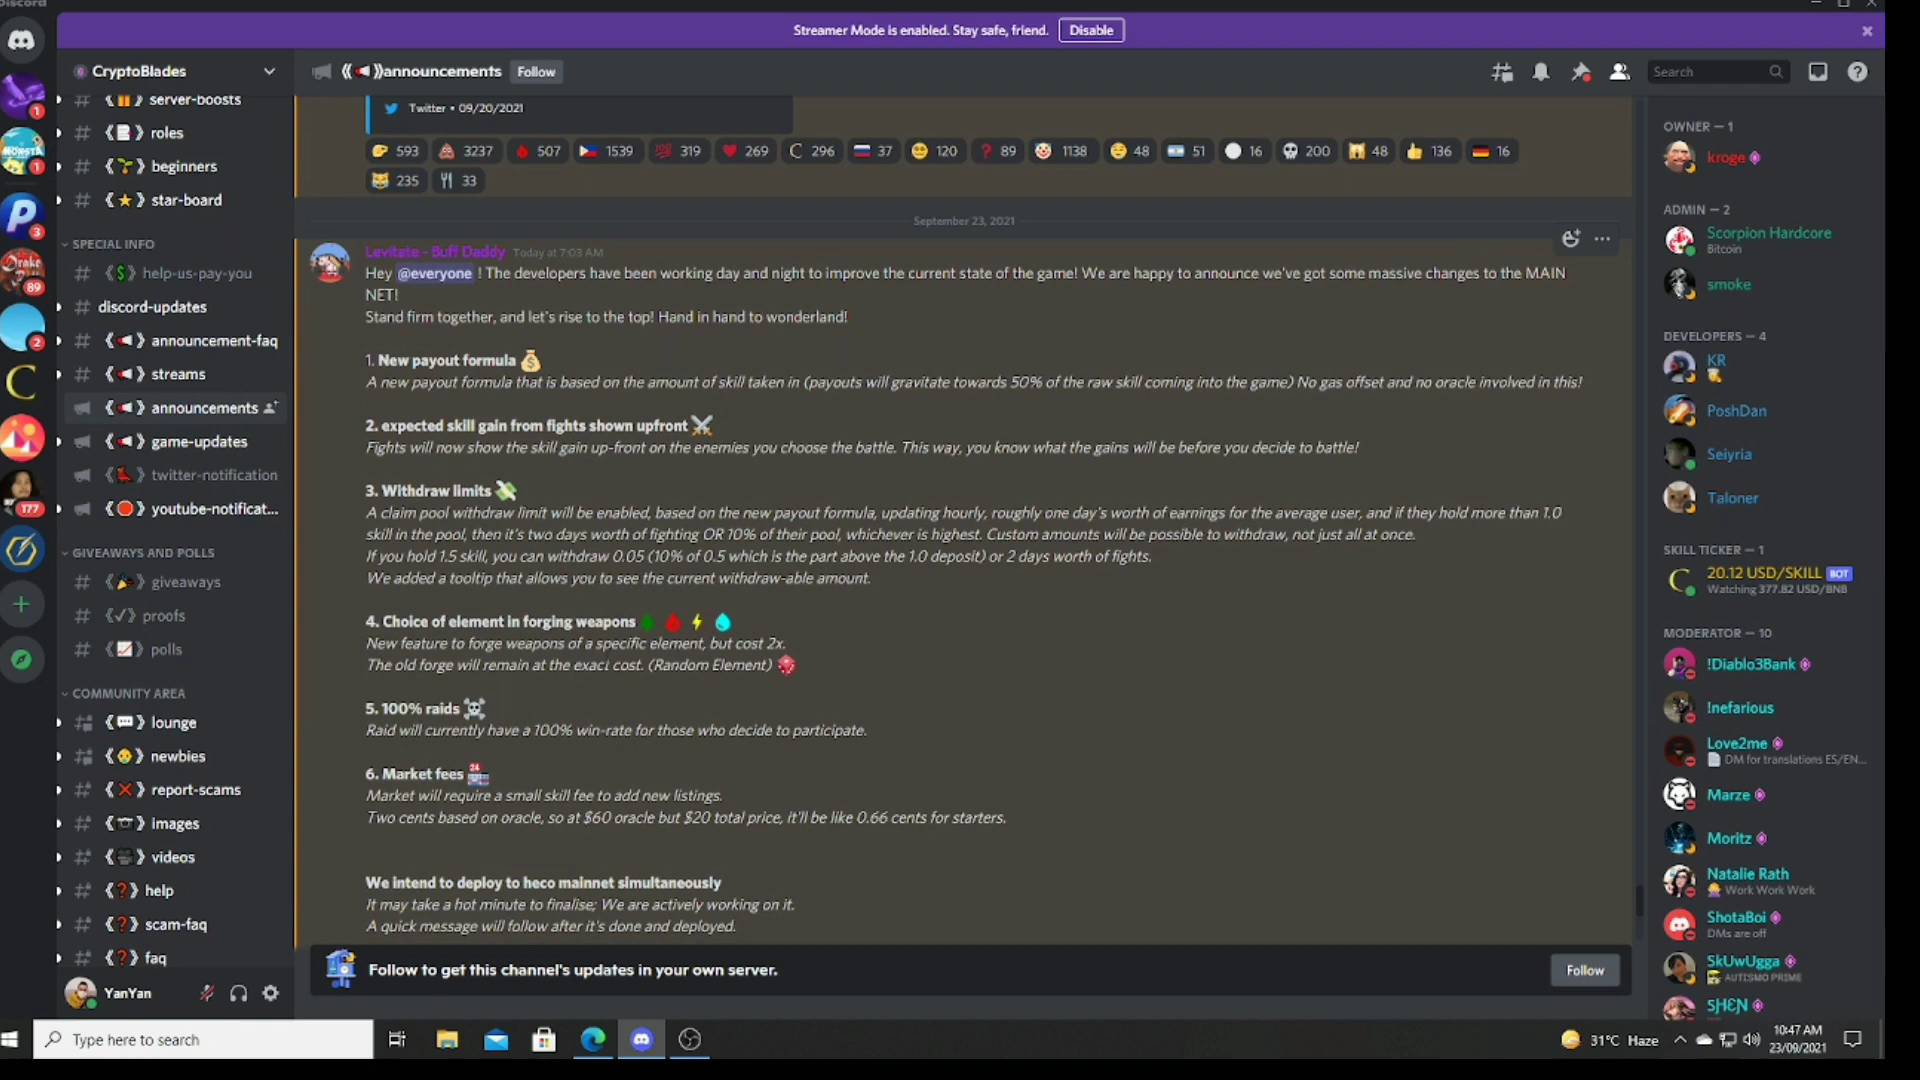 Discord
Streamer Mode is enabled. Stay safe, friend.
Disable
CryptoBlades
announcements
Follow
Search
server-boosts
roles
beginners
star-board
SPECIAL INFO
help-us-pay-you
discord-updates
announcement-faq
streams
announcements
game-updates
twitter-notification
youtube-notificat...
GIVEAWAYS AND POLLS
giveaways
proofs
polls
COMMUNITY AREA
lounge
newbies
report-scams
images
videos
help
scam-faq
faq
YanYan
1
1
3
89
2
177
Twitter • 09/20/2021
593 3237 507 1539 319 269 296 37 120 89 1138 48 51 16 200 48 136 16
235 33
September 23, 2021
Levitate - Buff Daddy Today at 7:03 AM
Hey @everyone ! The developers have been working day and night to improve the current state of the game! We are happy to announce we've got some massive changes to the MAIN
NET!
Stand firm together, and let's rise to the top! Hand in hand to wonderland!
1. New payout formula
A new payout formula that is based on the amount of skill taken in (payouts will gravitate towards 50% of the raw skill coming into the game) No gas offset and no oracle involved in this!
2. expected skill gain from fights shown upfront
Fights will now show the skill gain up-front on the enemies you choose the battle. This way, you know what the gains will be before you decide to battle!
3. Withdraw limits
A claim pool withdraw limit will be enabled, based on the new payout formula, updating hourly, roughly one day's worth of earnings for the average user, and if they hold more than 1.0
skill in the pool, then it's two days worth of fighting OR 10% of their pool, whichever is highest. Custom amounts will be possible to withdraw, not just all at once.
If you hold 1.5 skill, you can withdraw 0.05 (10% of 0.5 which is the part above the 1.0 deposit) or 2 days worth of fights.
We added a tooltip that allows you to see the current withdraw-able amount.
4. Choice of element in forging weapons
New feature to forge weapons of a specific element, but cost 2x.
The old forge will remain at the exact cost. (Random Element)
5. 100% raids
Raid will currently have a 100% win-rate for those who decide to participate.
6. Market fees
Market will require a small skill fee to add new listings.
Two cents based on oracle, so at $60 oracle but $20 total price, it'll be like 0.66 cents for starters.
We intend to deploy to heco mainnet simultaneously
It may take a hot minute to finalise; We are actively working on it.
A quick message will follow after it's done and deployed.
Follow to get this channel's updates in your own server.
Follow
OWNER — 1
kroge
ADMIN — 2
Scorpion Hardcore
Bitcoin
smoke
DEVELOPERS — 4
KR
PoshDan
Seiyria
Taloner
SKILL TICKER — 1
20.12 USD/SKILL BOT
Watching 377.82 USD/BNB
MODERATOR — 10
!Diablo3Bank
!nefarious
Love2me
DM for translations ES/EN...
Marze
Moritz
Natalie Rath
Work Work Work
ShotaBoi
DMs are off
SkUwUgga
AUTISMO PRIME
Type here to search
31°C Haze
10:47 AM
23/09/2021